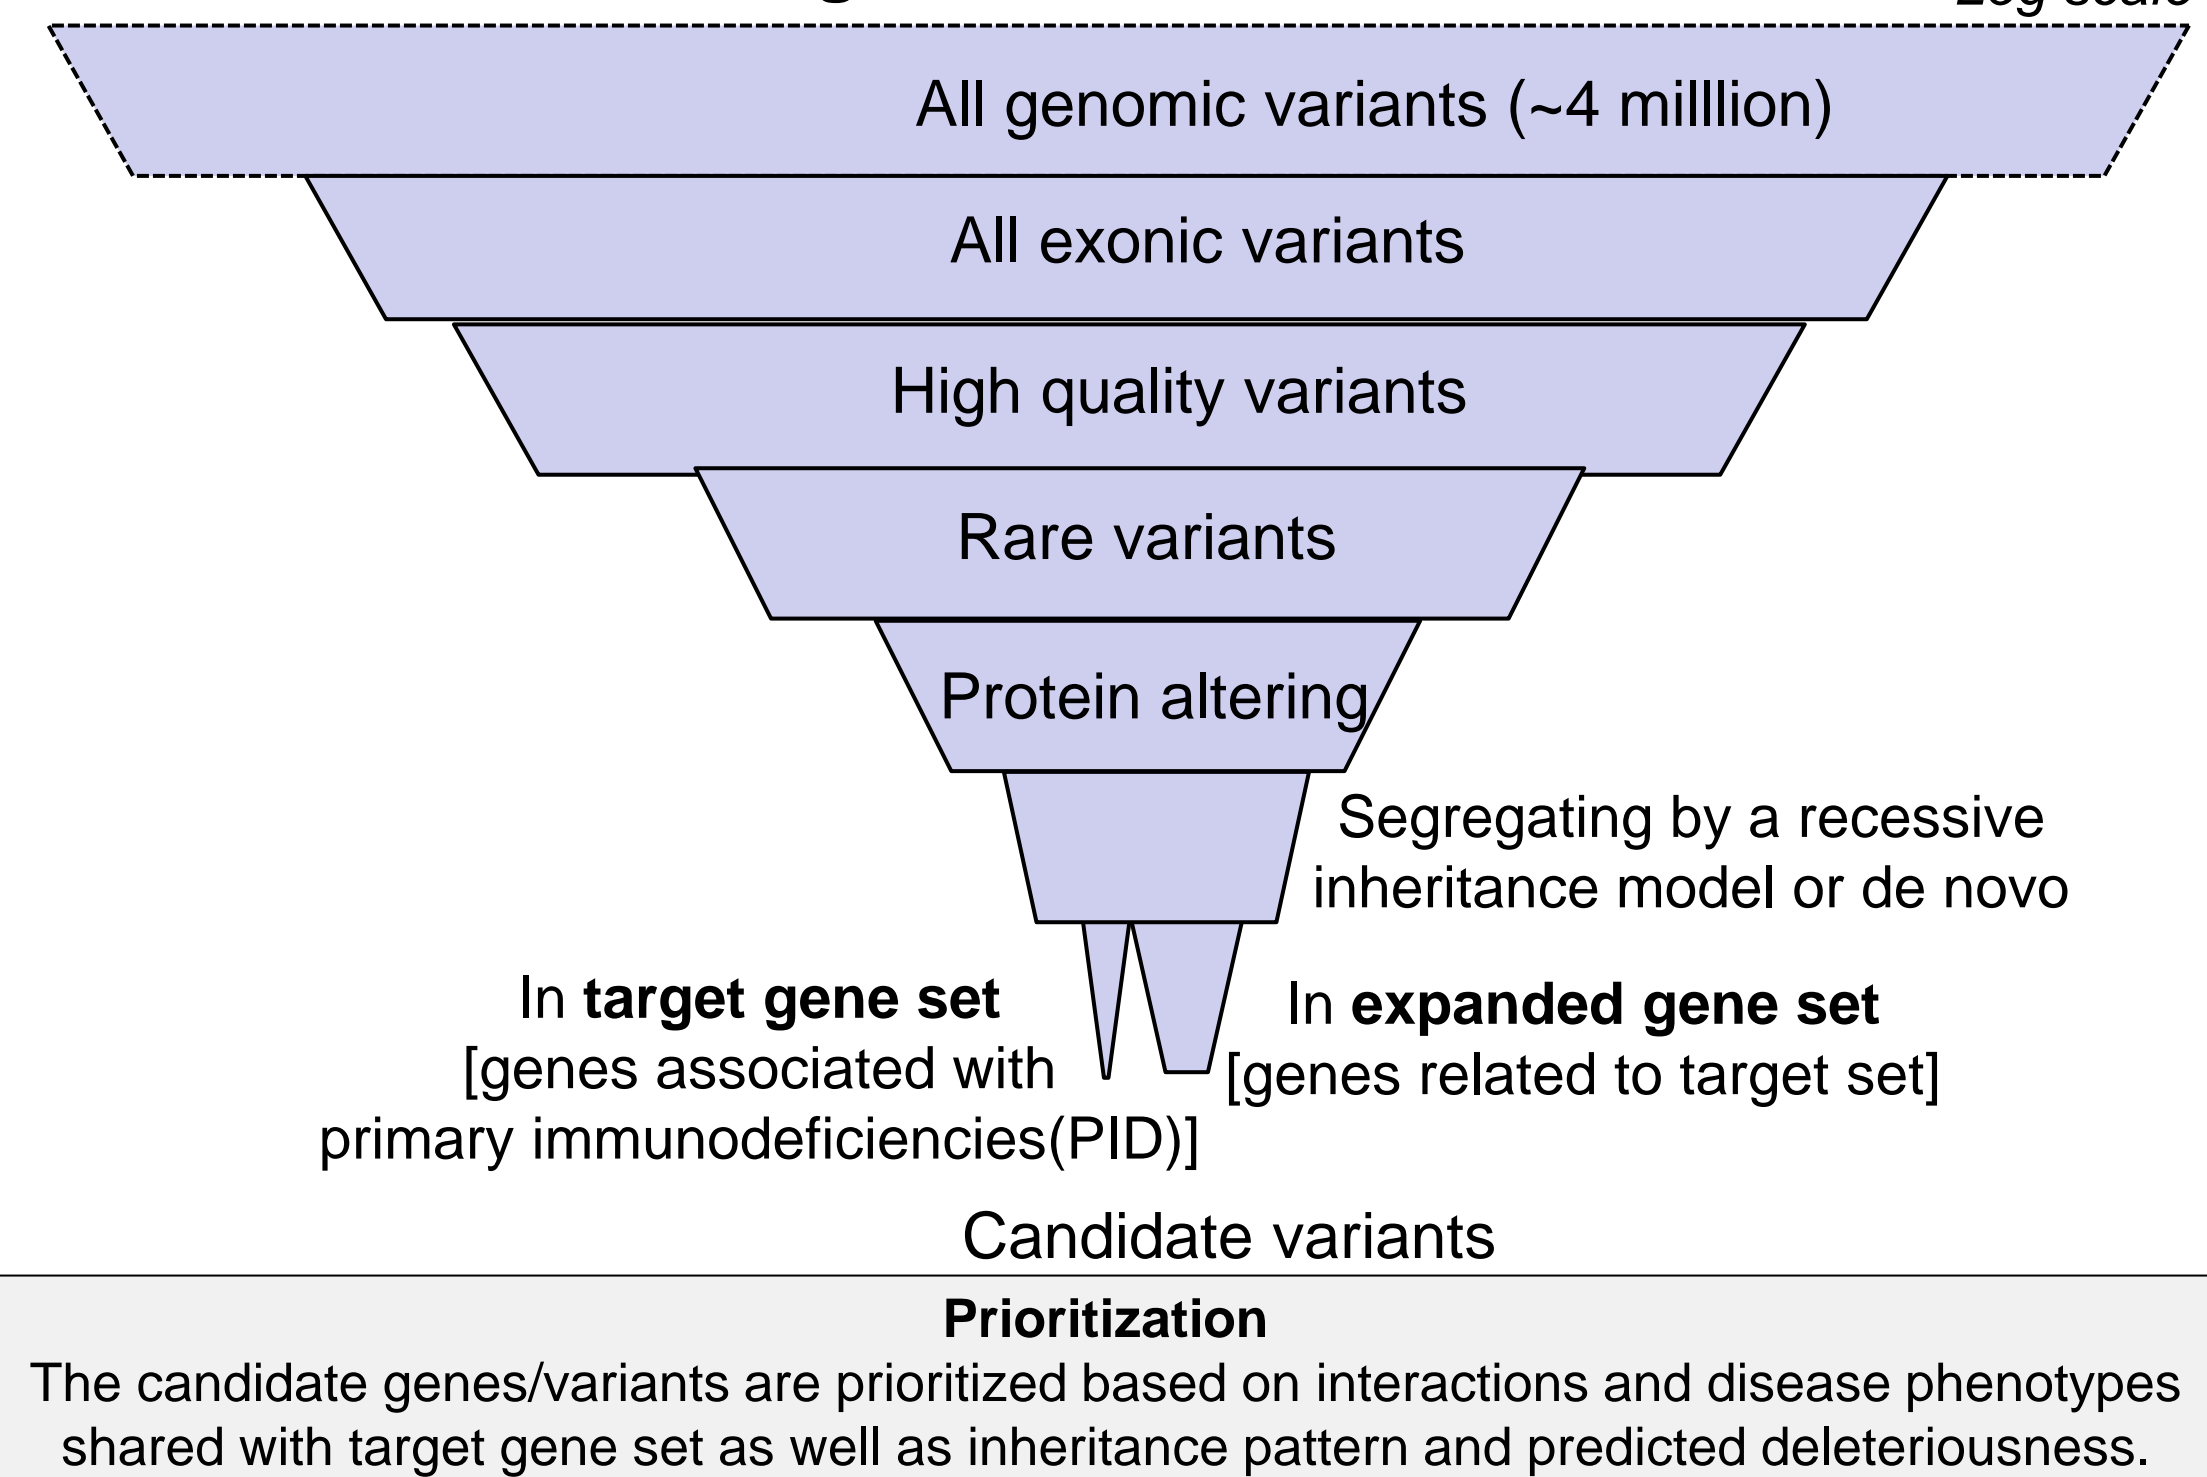 All genomic variants (~4 milllion)
All exonic variants
High quality variants
Rare variants
Protein altering
Segregating by a recessive
inheritance model or de novo
In target gene set
[genes associated with
primary immunodeficiencies(PID)]
In expanded gene set
[genes related to target set]
Candidate variants
Prioritization
The candidate genes/variants are prioritized based on interactions and disease phenotypes
shared with target gene set as well as inheritance pattern and predicted deleteriousness.